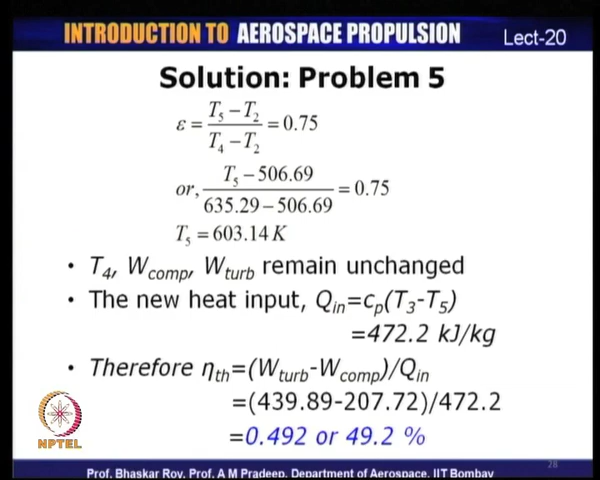 INTRODUCTION TO AEROSPACE PROPULSION Lect-20
Solution: Problem 5
ε = (T5 − T2)/(T4 − T2) = 0.75
or, (T5 − 506.69)/(635.29 − 506.69) = 0.75
T5 = 603.14 K
• T4, Wcomp, Wturb remain unchanged
• The new heat input, Qin=cp(T3-T5)
=472.2 kJ/kg
• Therefore ηth=(Wturb-Wcomp)/Qin
=(439.89-207.72)/472.2
=0.492 or 49.2 %
NPTEL
28
Prof. Bhaskar Roy, Prof. A M Pradeep, Department of Aerospace, IIT Bombay